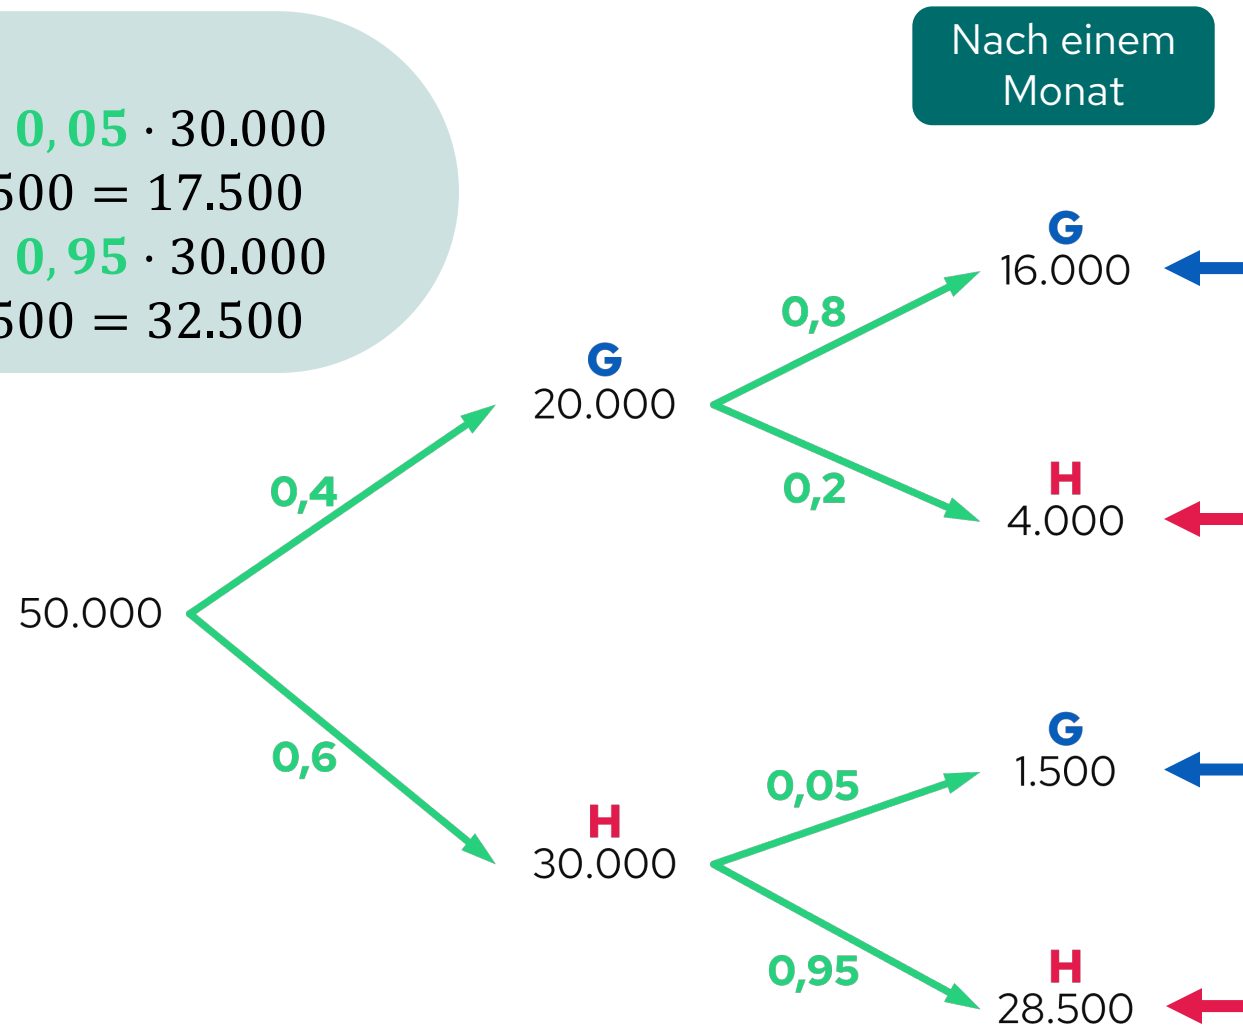 Nach einem
Monat
0,05 · 30.000
500 = 17.500
0,95 · 30.000
500 = 32.500
G
16.000
0,8
G
20.000
0,4
0,2
H
4.000
50.000
G
1.500
0,6
0,05
H
30.000
0,95
H
28.500